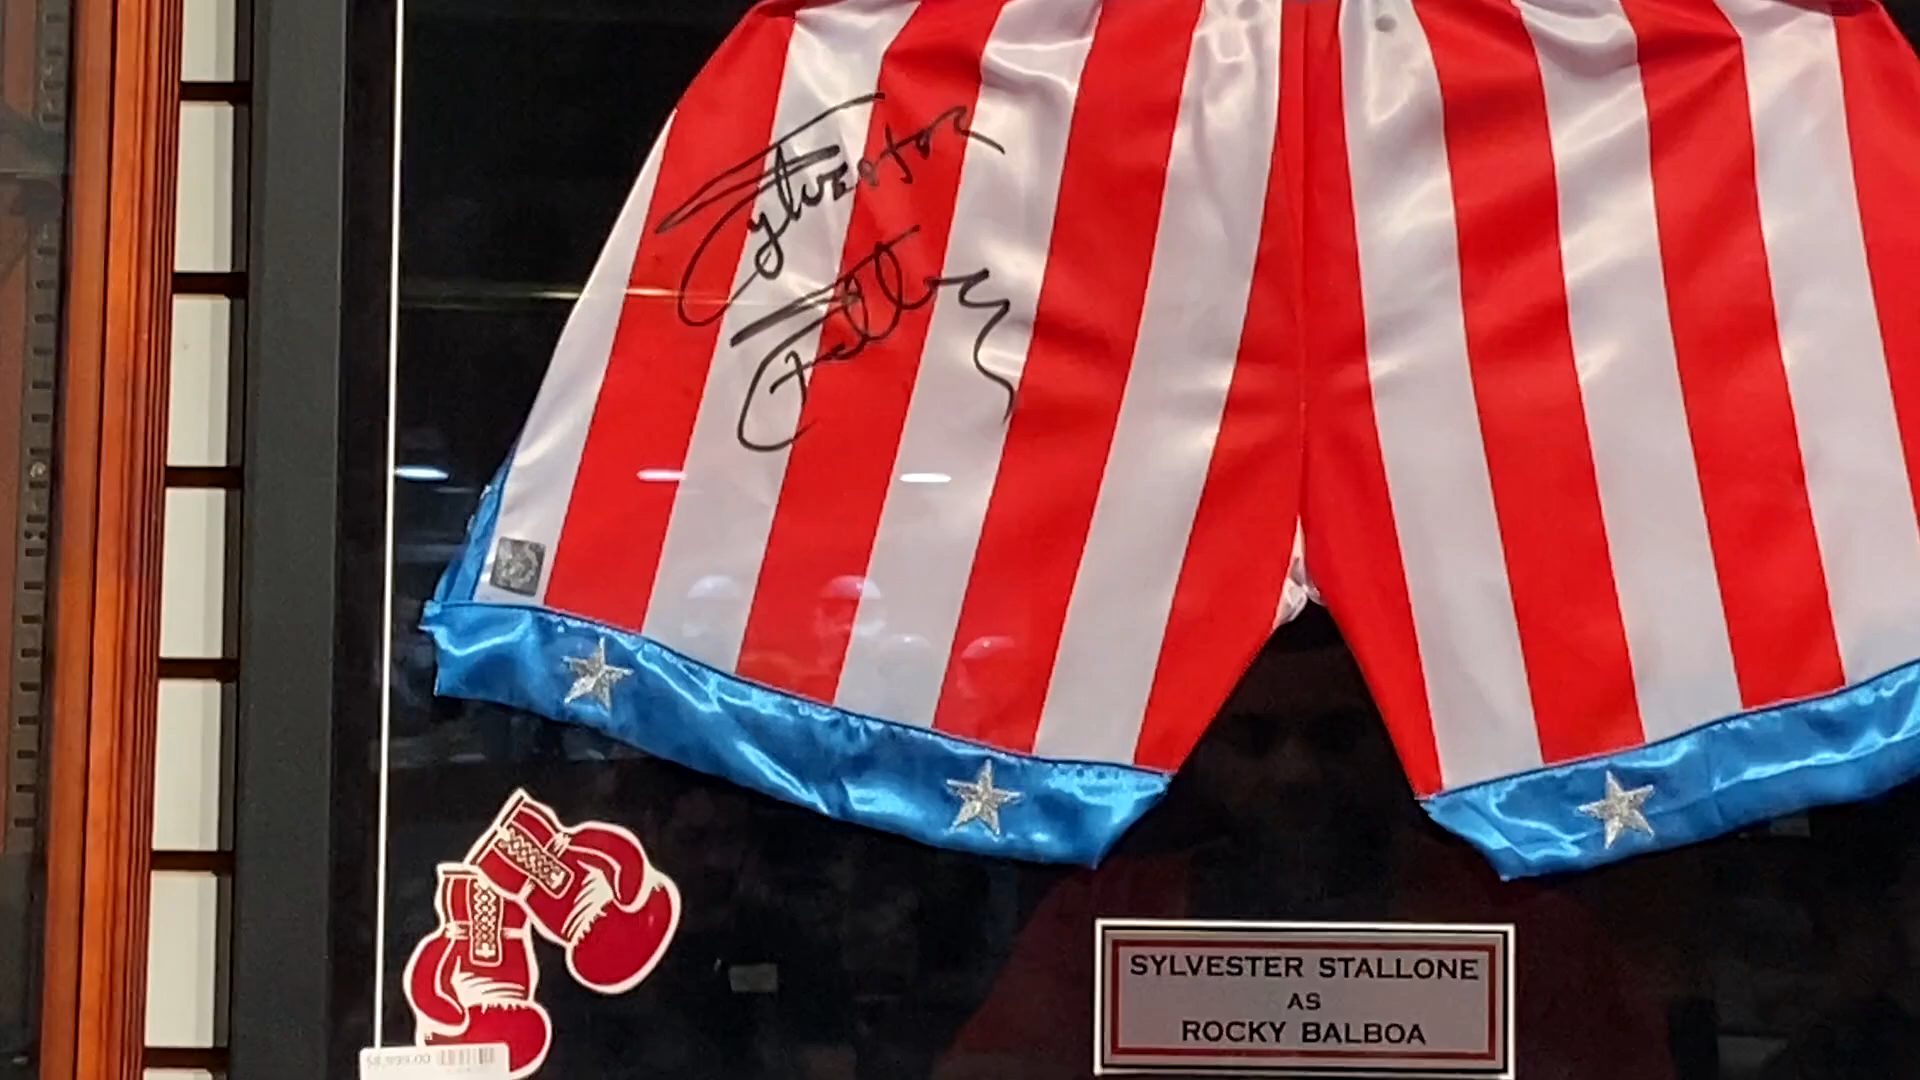 Sylvester
Stallone
SYLVESTER STALLONE
AS
ROCKY BALBOA